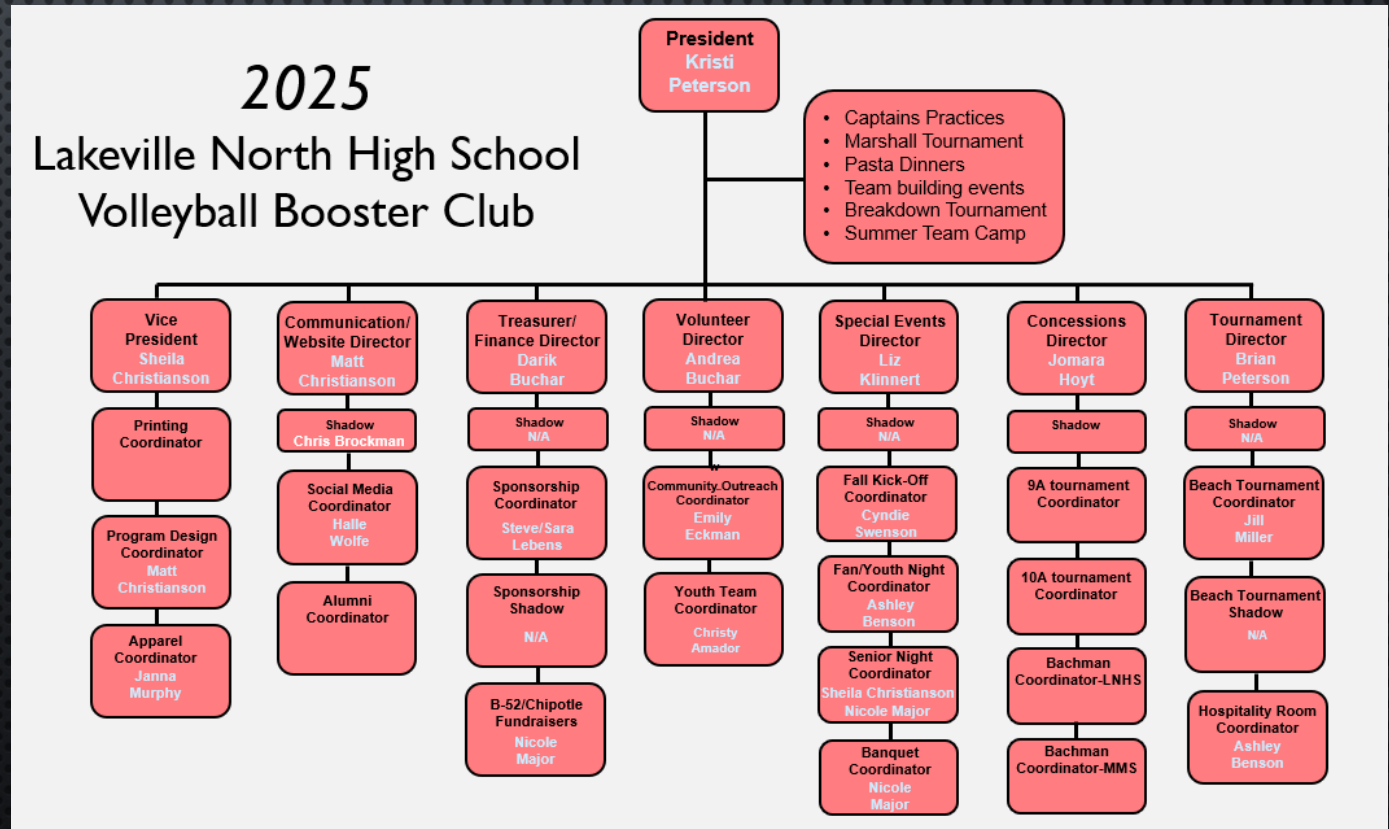 2025
Lakeville North High School
Volleyball Booster Club
President
Kristi
Peterson
• Captains Practices
• Marshall Tournament
• Pasta Dinners
• Team building events
• Breakdown Tournament
• Summer Team Camp
Vice
President
Sheila
Christianson
Printing
Coordinator
Program Design
Coordinator
Matt
Christianson
Apparel
Coordinator
Janna
Murphy
Communication/
Website Director
Matt
Christianson
Shadow
Chris Brockman
Social Media
Coordinator
Halle
Wolfe
Alumni
Coordinator
Treasurer/
Finance Director
Darik
Buchar
Shadow
N/A
Sponsorship
Coordinator
Steve/Sara
Lebens
Sponsorship
Shadow
N/A
B-52/Chipotle
Fundraisers
Nicole
Major
Volunteer
Director
Andrea
Buchar
Shadow
N/A
w
Community Outreach
Coordinator
Emily
Eckman
Youth Team
Coordinator
Christy
Amador
Special Events
Director
Liz
Klinnert
Shadow
N/A
Fall Kick-Off
Coordinator
Cyndie
Swenson
Fan/Youth Night
Coordinator
Ashley
Benson
Senior Night
Coordinator
Sheila Christianson
Nicole Major
Banquet
Coordinator
Nicole
Major
Concessions
Director
Jomara
Hoyt
Shadow
9A tournament
Coordinator
10A tournament
Coordinator
Bachman
Coordinator-LNHS
Bachman
Coordinator-MMS
Tournament
Director
Brian
Peterson
Shadow
N/A
Beach Tournament
Coordinator
Jill
Miller
Beach Tournament
Shadow
N/A
Hospitality Room
Coordinator
Ashley
Benson